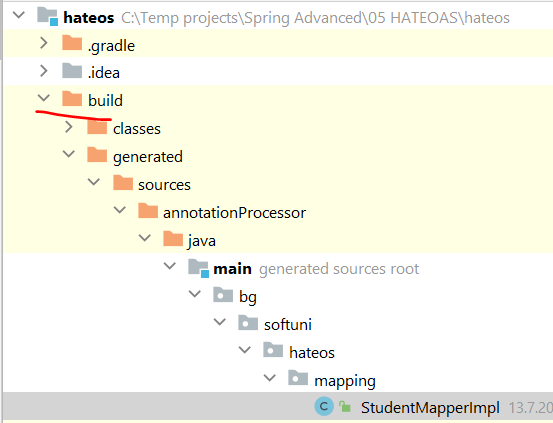 hateos C:\Temp projects\Spring Advanced\05 HATEOAS\hateos
.gradle
.idea
build
classes
generated
sources
annotationProcessor
java
main generated sources root
bg
softuni
hateos
mapping
C StudentMapperImpl 13.7.20